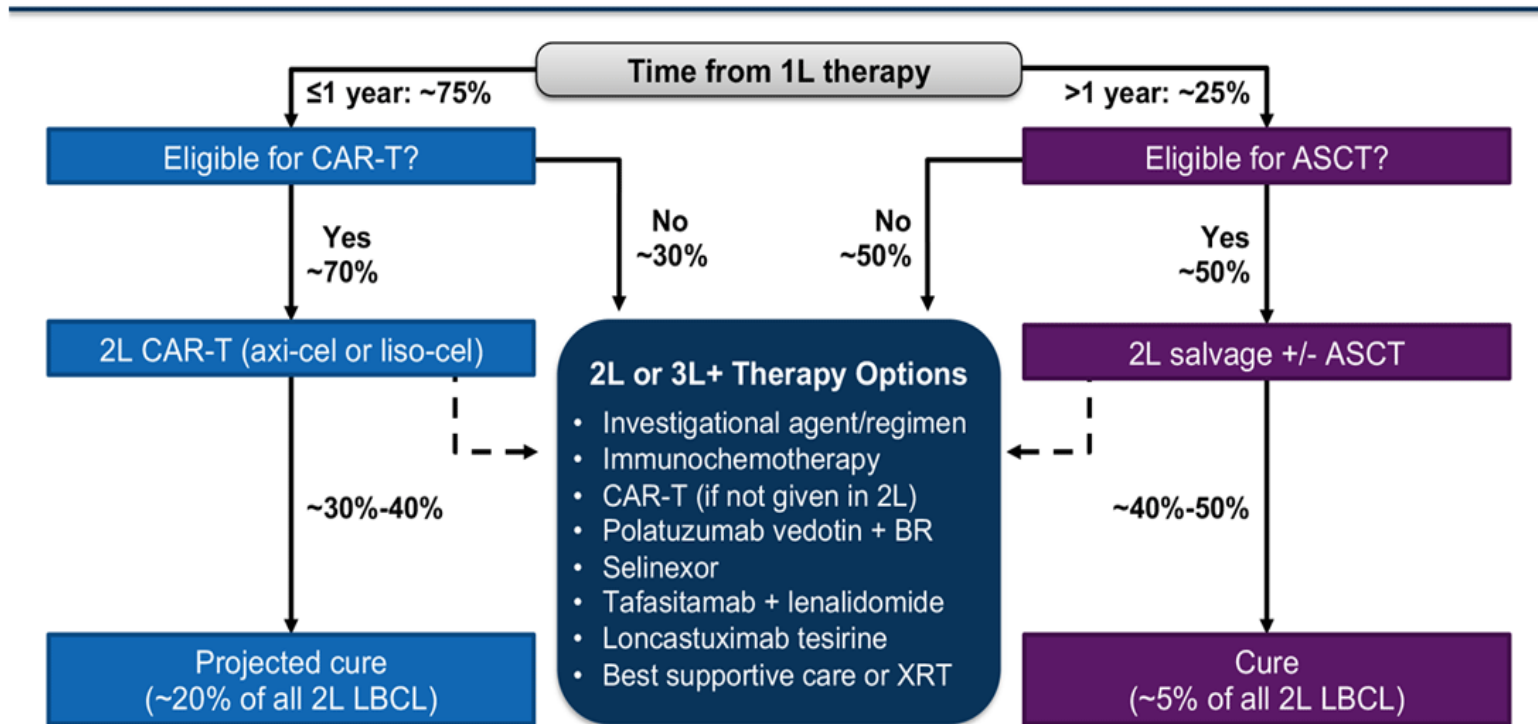 Time from 1L therapy
≤1 year: ~75%
>1 year: ~25%
Eligible for CAR-T?
Eligible for ASCT?
No
~30%
No
~50%
Yes
~70%
Yes
~50%
2L CAR-T (axi-cel or liso-cel)
2L salvage +/- ASCT
2L or 3L+ Therapy Options
• Investigational agent/regimen
• Immunochemotherapy
• CAR-T (if not given in 2L)
• Polatuzumab vedotin + BR
• Selinexor
• Tafasitamab + lenalidomide
• Loncastuximab tesirine
• Best supportive care or XRT
~30%-40%
~40%-50%
Projected cure
(~20% of all 2L LBCL)
Cure
(~5% of all 2L LBCL)